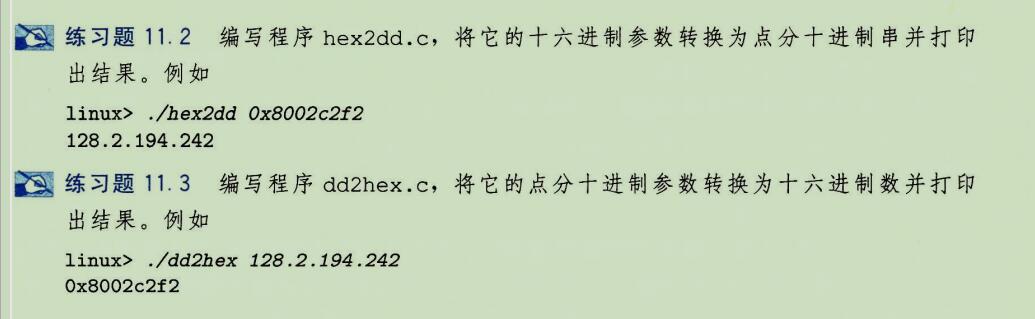 练习题 11.2 编写程序 hex2dd.c，将它的十六进制参数转换为点分十进制串并打印
出结果。例如
linux> ./hex2dd 0x8002c2f2
128.2.194.242
练习题 11.3 编写程序 dd2hex.c，将它的点分十进制参数转换为十六进制数并打印
出结果。例如
linux> ./dd2hex 128.2.194.242
0x8002c2f2